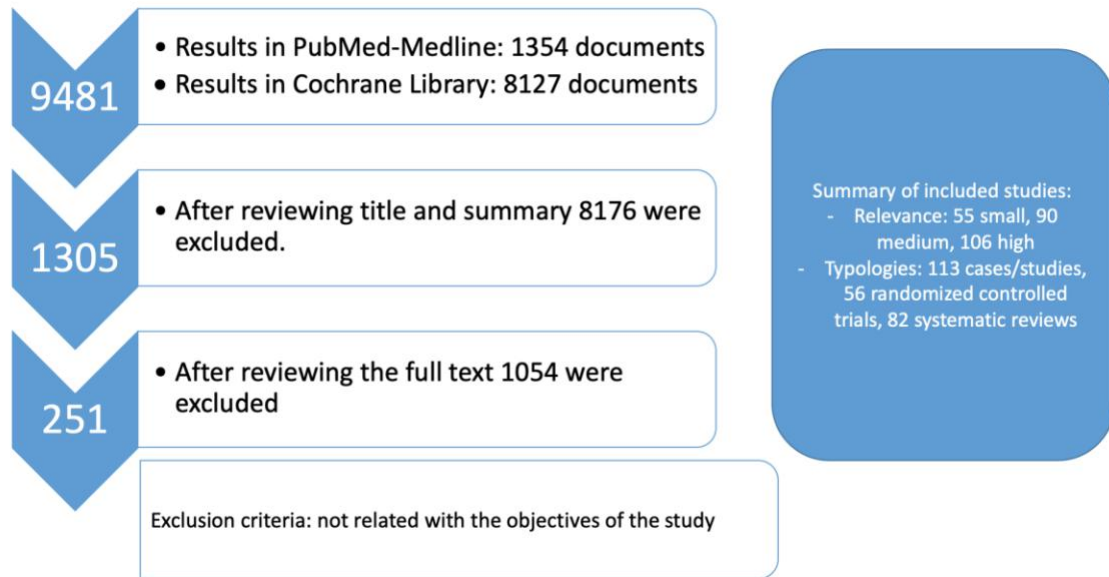 9481
• Results in PubMed-Medline: 1354 documents
• Results in Cochrane Library: 8127 documents
1305
• After reviewing title and summary 8176 were
excluded.
251
• After reviewing the full text 1054 were
excluded
Exclusion criteria: not related with the objectives of the study
Summary of included studies:
- Relevance: 55 small, 90
medium, 106 high
- Typologies: 113 cases/studies,
56 randomized controlled
trials, 82 systematic reviews